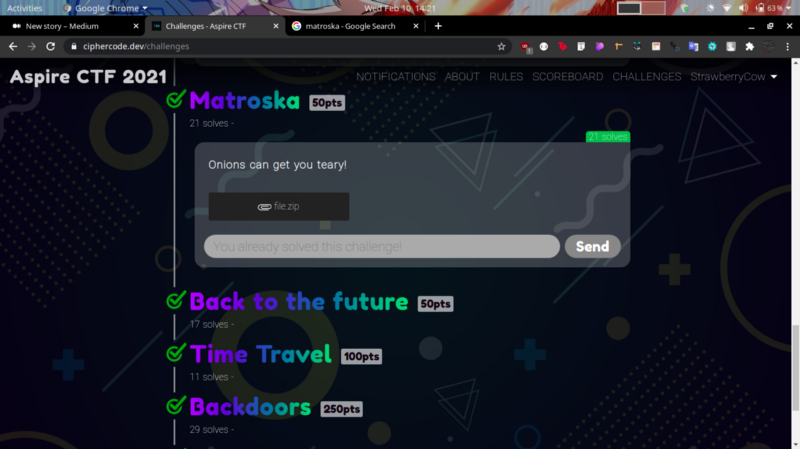 Activities
Google Chrome
Wed Feb 10, 14:21
63 %
New story – Medium
Challenges - Aspire CTF
matroska - Google Search
ciphercode.dev/challenges
Aspire CTF 2021
NOTIFICATIONS
ABOUT
RULES
SCOREBOARD
CHALLENGES
StrawberryCow
Matroska 50pts
21 solves -
21 solves
Onions can get you teary!
file.zip
You already solved this challenge!
Send
Back to the future 50pts
17 solves -
Time Travel 100pts
11 solves -
Backdoors 250pts
29 solves -